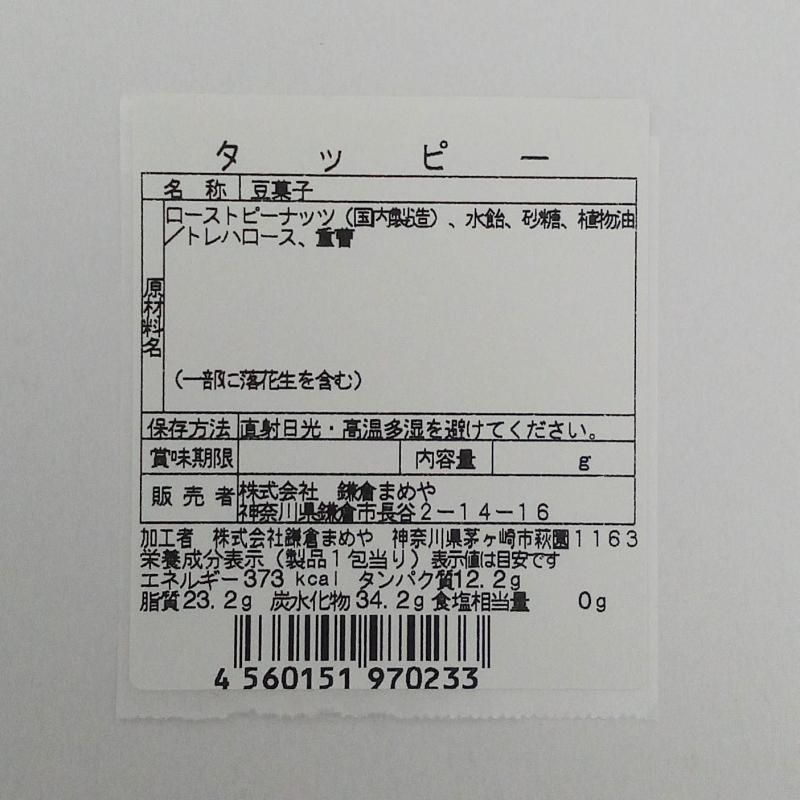 タッピー
名称 豆菓子
原材料名
ローストピーナッツ（国内製造）、水飴、砂糖、植物油
／トレハロース、重曹
（一部に落花生を含む）
保存方法 直射日光・高温多湿を避けてください。
賞味期限 内容量 g
販売者 株式会社 鎌倉まめや
神奈川県鎌倉市長谷２－１４－１６
加工者 株式会社鎌倉まめや 神奈川県茅ヶ崎市萩園１１６３
栄養成分表示（製品１包当り）表示値は目安です
エネルギー373 kcal タンパク質12.2g
脂質23.2g 炭水化物34.2g 食塩相当量 0g
4 560151 970233